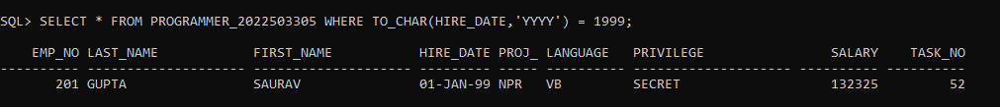 SQL> SELECT * FROM PROGRAMMER_2022503305 WHERE TO_CHAR(HIRE_DATE,'YYYY') = 1999;
EMP_NO LAST_NAME FIRST_NAME HIRE_DATE PROJ_ LANGUAGE PRIVILEGE SALARY TASK_NO
---------- -------------------- -------------------- --------- ----- ---------- -------------------- ---------- ----------
201 GUPTA SAURAV 01-JAN-99 NPR VB SECRET 132325 52